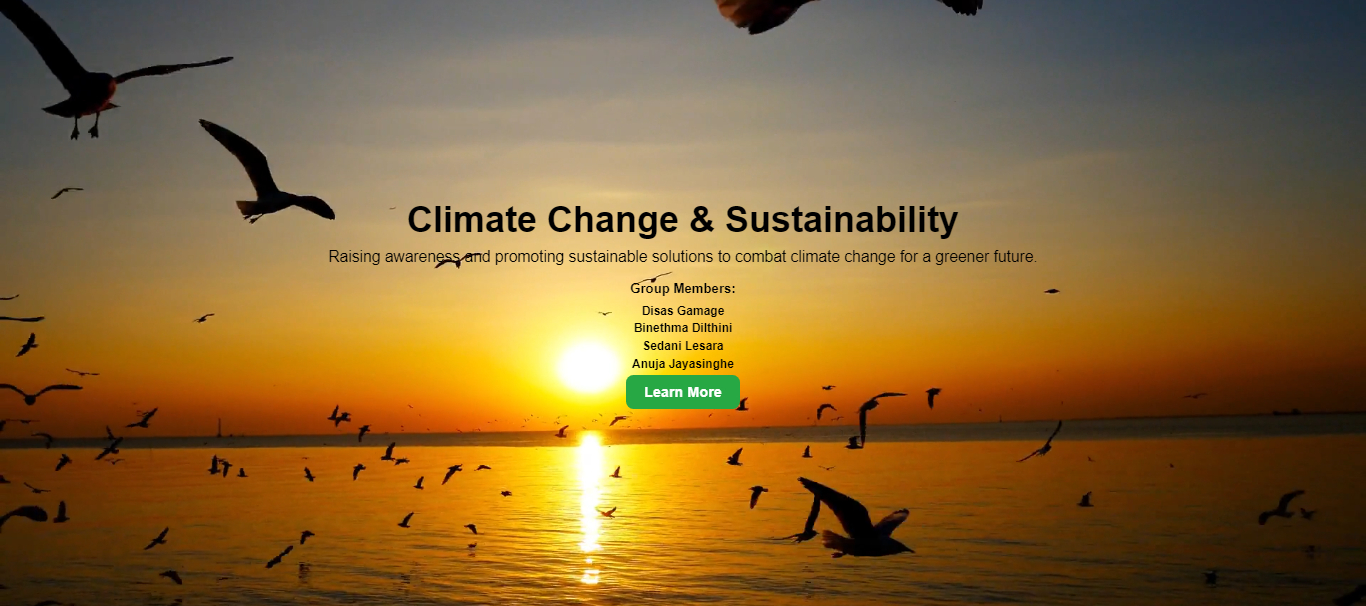 Climate Change & Sustainability
Raising awareness and promoting sustainable solutions to combat climate change for a greener future.
Group Members:
Disas Gamage
Binethma Dilthini
Sedani Lesara
Anuja Jayasinghe
Learn More